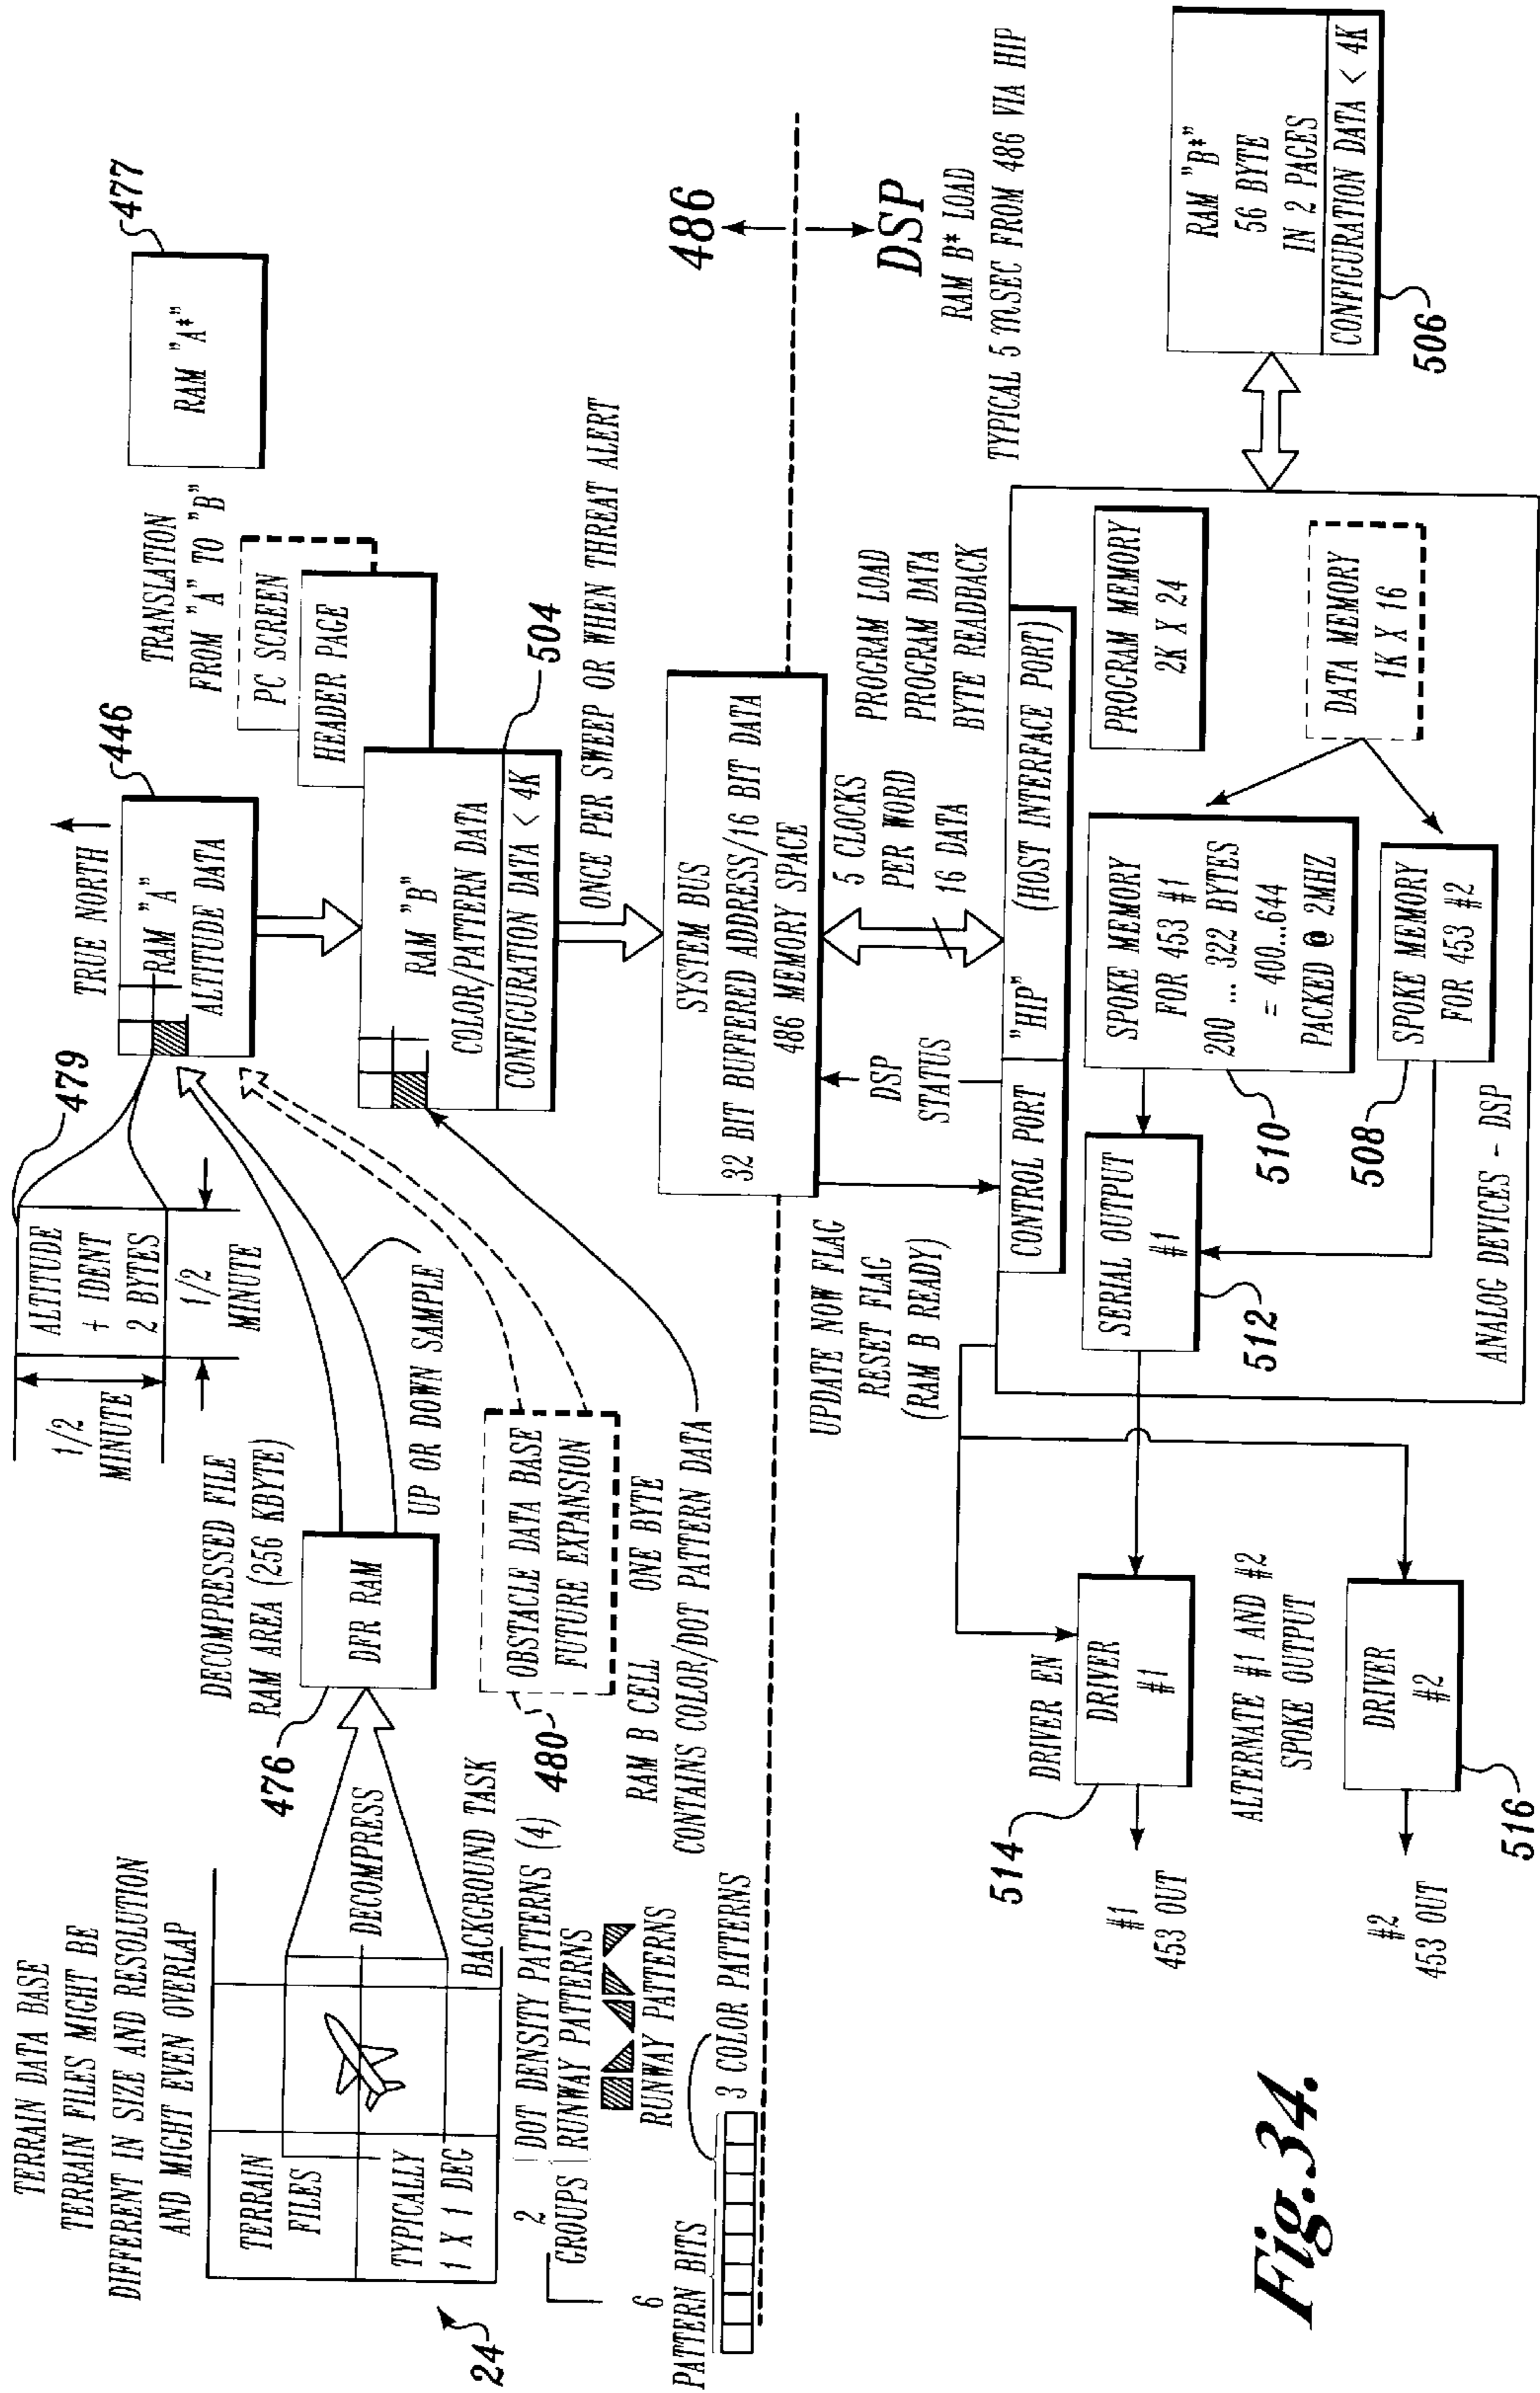 TERRAIN DATA BASE
TERRAIN FILES MIGHT BE
DIFFERENT IN SIZE AND RESOLUTION
AND MIGHT EVEN OVERLAP
TERRAIN
FILES
TYPICALLY
1 X 1 DEG
24
DECOMPRESS
BACKGROUND TASK
476
DECOMPRESSED FILE
RAM AREA (256 KBYTE)
DFR RAM
UP OR DOWN SAMPLE
1/2
MINUTE
ALTITUDE
+ IDENT
2 BYTES
1/2
MINUTE
479
TRUE NORTH
446
RAM "A"
ALTITUDE DATA
TRANSLATION
FROM "A" TO "B"
477
RAM "A*"
PC SCREEN
HEADER PAGE
RAM "B"
COLOR/PATTERN DATA
CONFIGURATION DATA < 4K
504
ONCE PER SWEEP OR WHEN THREAT ALERT
480
OBSTACLE DATA BASE
FUTURE EXPANSION
RAM B CELL ONE BYTE
CONTAINS COLOR/DOT PATTERN DATA
2
GROUPS
DOT DENSITY PATTERNS (4)
RUNWAY PATTERNS
RUNWAY PATTERNS
6
PATTERN BITS
3 COLOR PATTERNS
SYSTEM BUS
32 BIT BUFFERED ADDRESS/16 BIT DATA
486 MEMORY SPACE
486
DSP
RAM B* LOAD
TYPICAL 5 mSEC FROM 486 VIA HIP
UPDATE NOW FLAG
RESET FLAG
(RAM B READY)
DSP
STATUS
5 CLOCKS
PER WORD
16 DATA
PROGRAM LOAD
PROGRAM DATA
BYTE READBACK
CONTROL PORT
"HIP" (HOST INTERFACE PORT)
RAM "B*"
56 BYTE
IN 2 PAGES
CONFIGURATION DATA < 4K
506
SERIAL OUTPUT
#1
512
SPOKE MEMORY
FOR 453 #1
200 ... 322 BYTES
= 400...644
PACKED @ 2MHZ
510
PROGRAM MEMORY
2K X 24
DATA MEMORY
1K X 16
SPOKE MEMORY
FOR 453 #2
508
ANALOG DEVICES - DSP
DRIVER EN
DRIVER
#1
514
#1
453 OUT
ALTERNATE #1 AND #2
SPOKE OUTPUT
DRIVER
#2
516
#2
453 OUT
Fig.34.